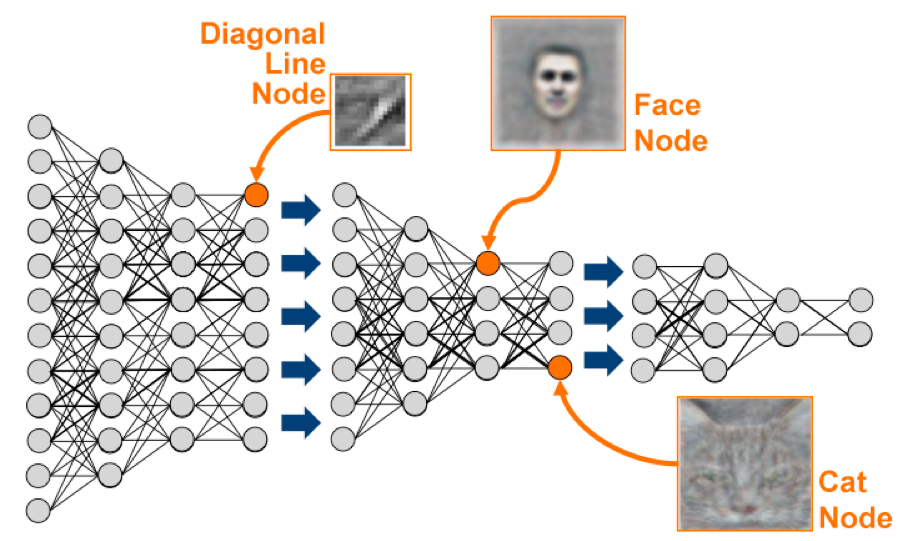 Diagonal
Line
Node
Face
Node
Cat
Node